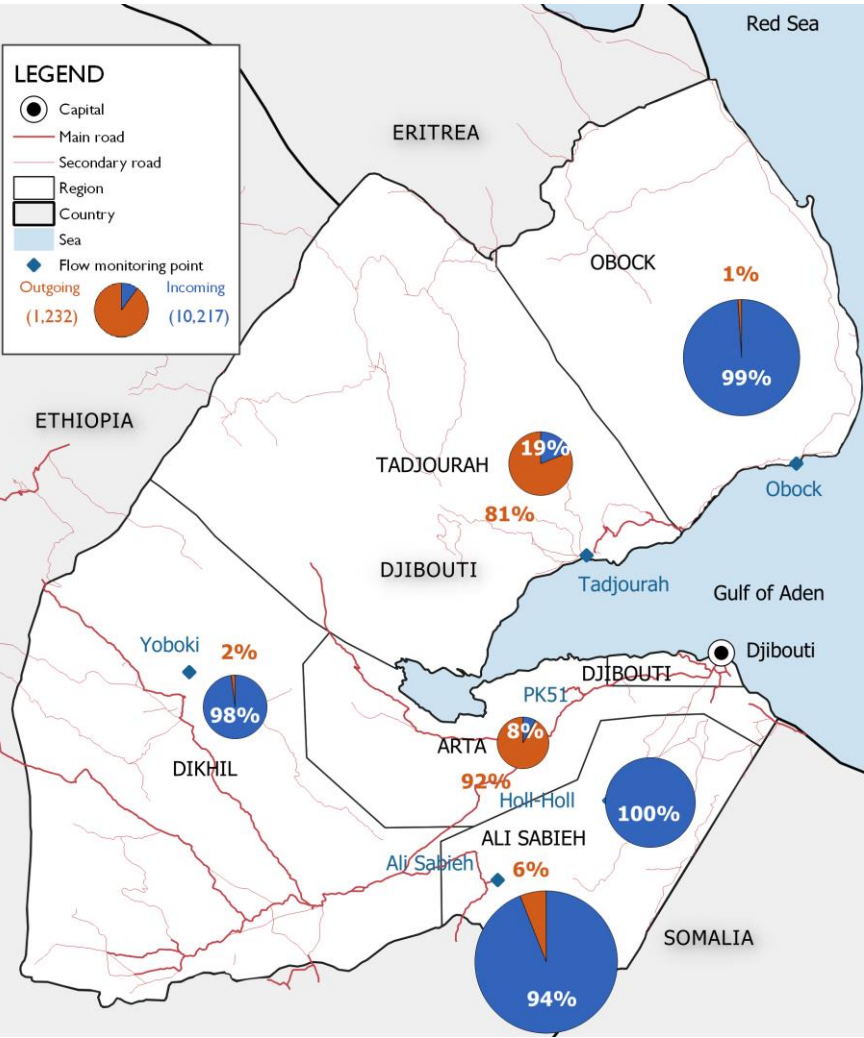 Red Sea
LEGEND
Capital
Main road
Secondary road
Region
Country
Sea
Flow monitoring point
Outgoing Incoming
(1,232) (10,217)
ERITREA
OBOCK
1%
99%
ETHIOPIA
TADJOURAH
19%
81%
Obock
DJIBOUTI
Tadjourah
Gulf of Aden
Yoboki
2%
98%
DIKHIL
Djibouti
DJIBOUTI
PK51
ARTA
8%
92%
Holl-Holl
100%
ALI SABIEH
Ali Sabieh
6%
94%
SOMALIA